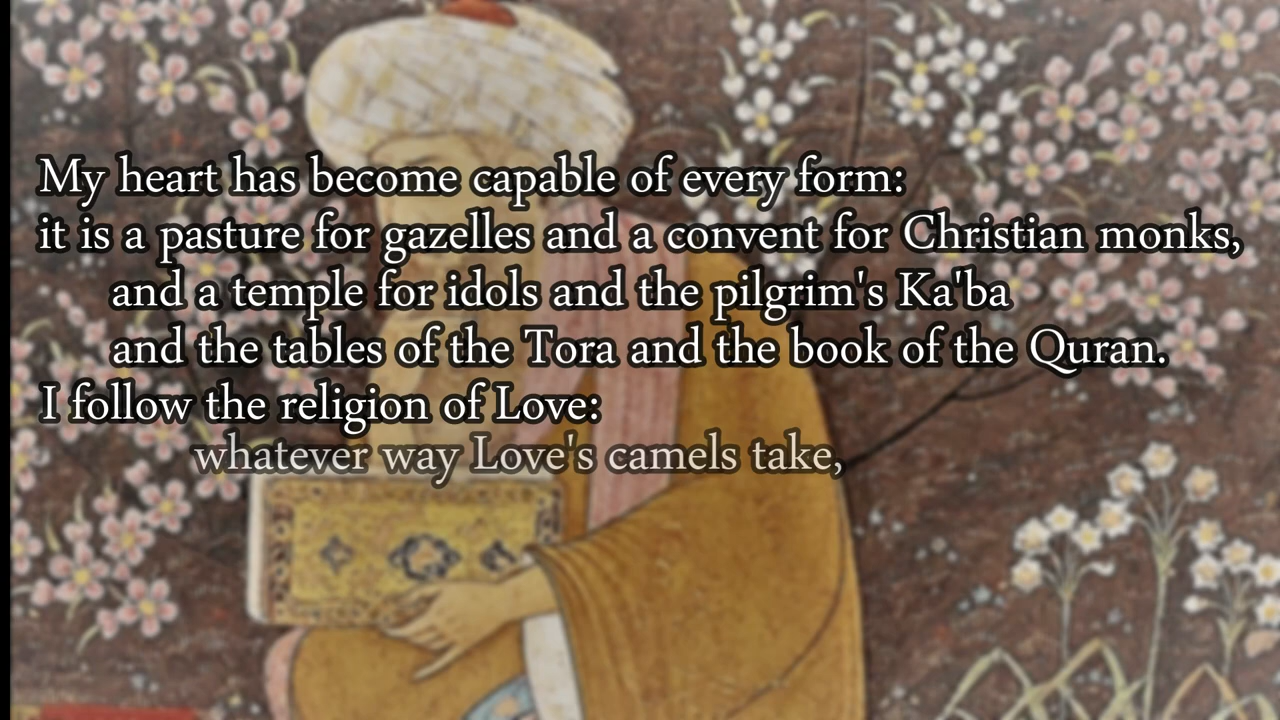 My heart has become capable of every form:
it is a pasture for gazelles and a convent for Christian monks,
and a temple for idols and the pilgrim's Ka'ba
and the tables of the Tora and the book of the Quran.
I follow the religion of Love:
whatever way Love's camels take,